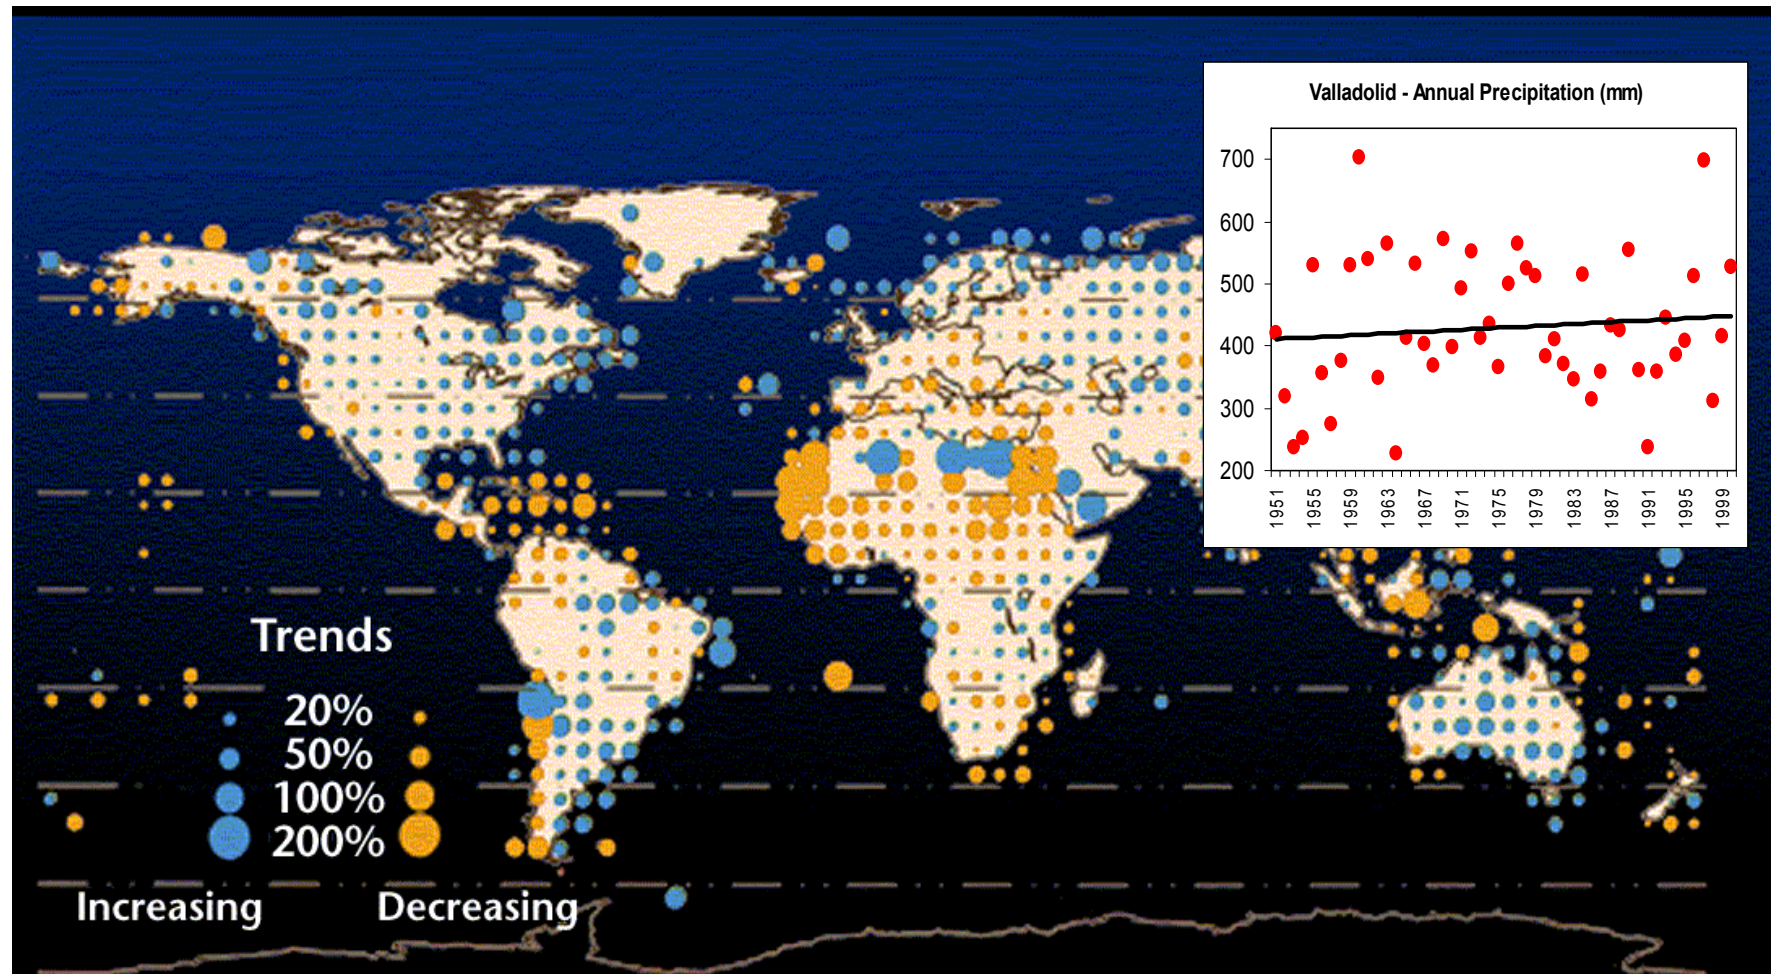 Valladolid - Annual Precipitation (mm)
700
600
500
400
300
200
1951 1955 1959 1963 1967 1971 1975 1979 1983 1987 1991 1995 1999
Trends
20%
50%
100%
200%
Increasing Decreasing